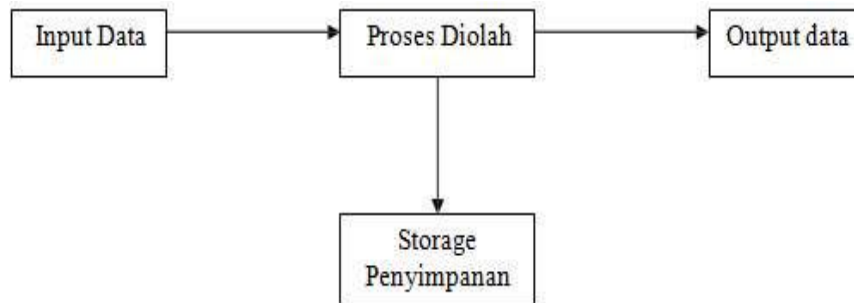 Input Data
Proses Diolah
Output data
Storage
Penyimpanan